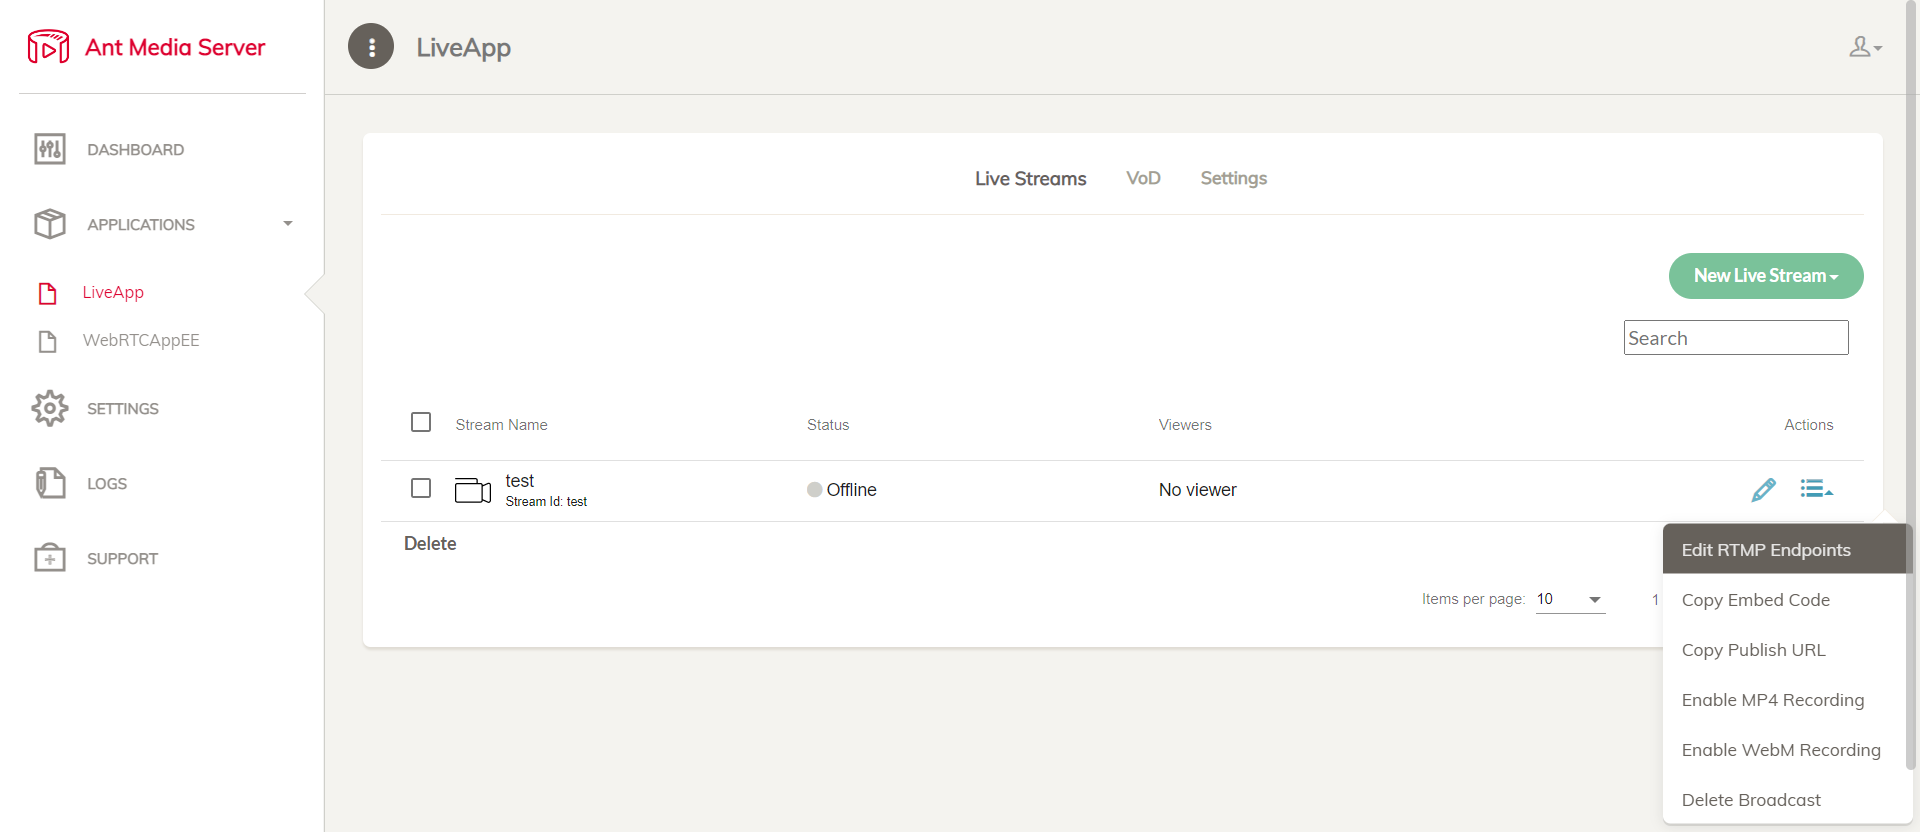 Ant Media Server
LiveApp
DASHBOARD
APPLICATIONS
LiveApp
WebRTCAppEE
SETTINGS
LOGS
SUPPORT
Live Streams VoD Settings
New Live Stream
Search
Stream Name Status Viewers Actions
test
Stream Id: test
Offline
No viewer
Delete
Items per page: 10 1
Edit RTMP Endpoints
Copy Embed Code
Copy Publish URL
Enable MP4 Recording
Enable WebM Recording
Delete Broadcast